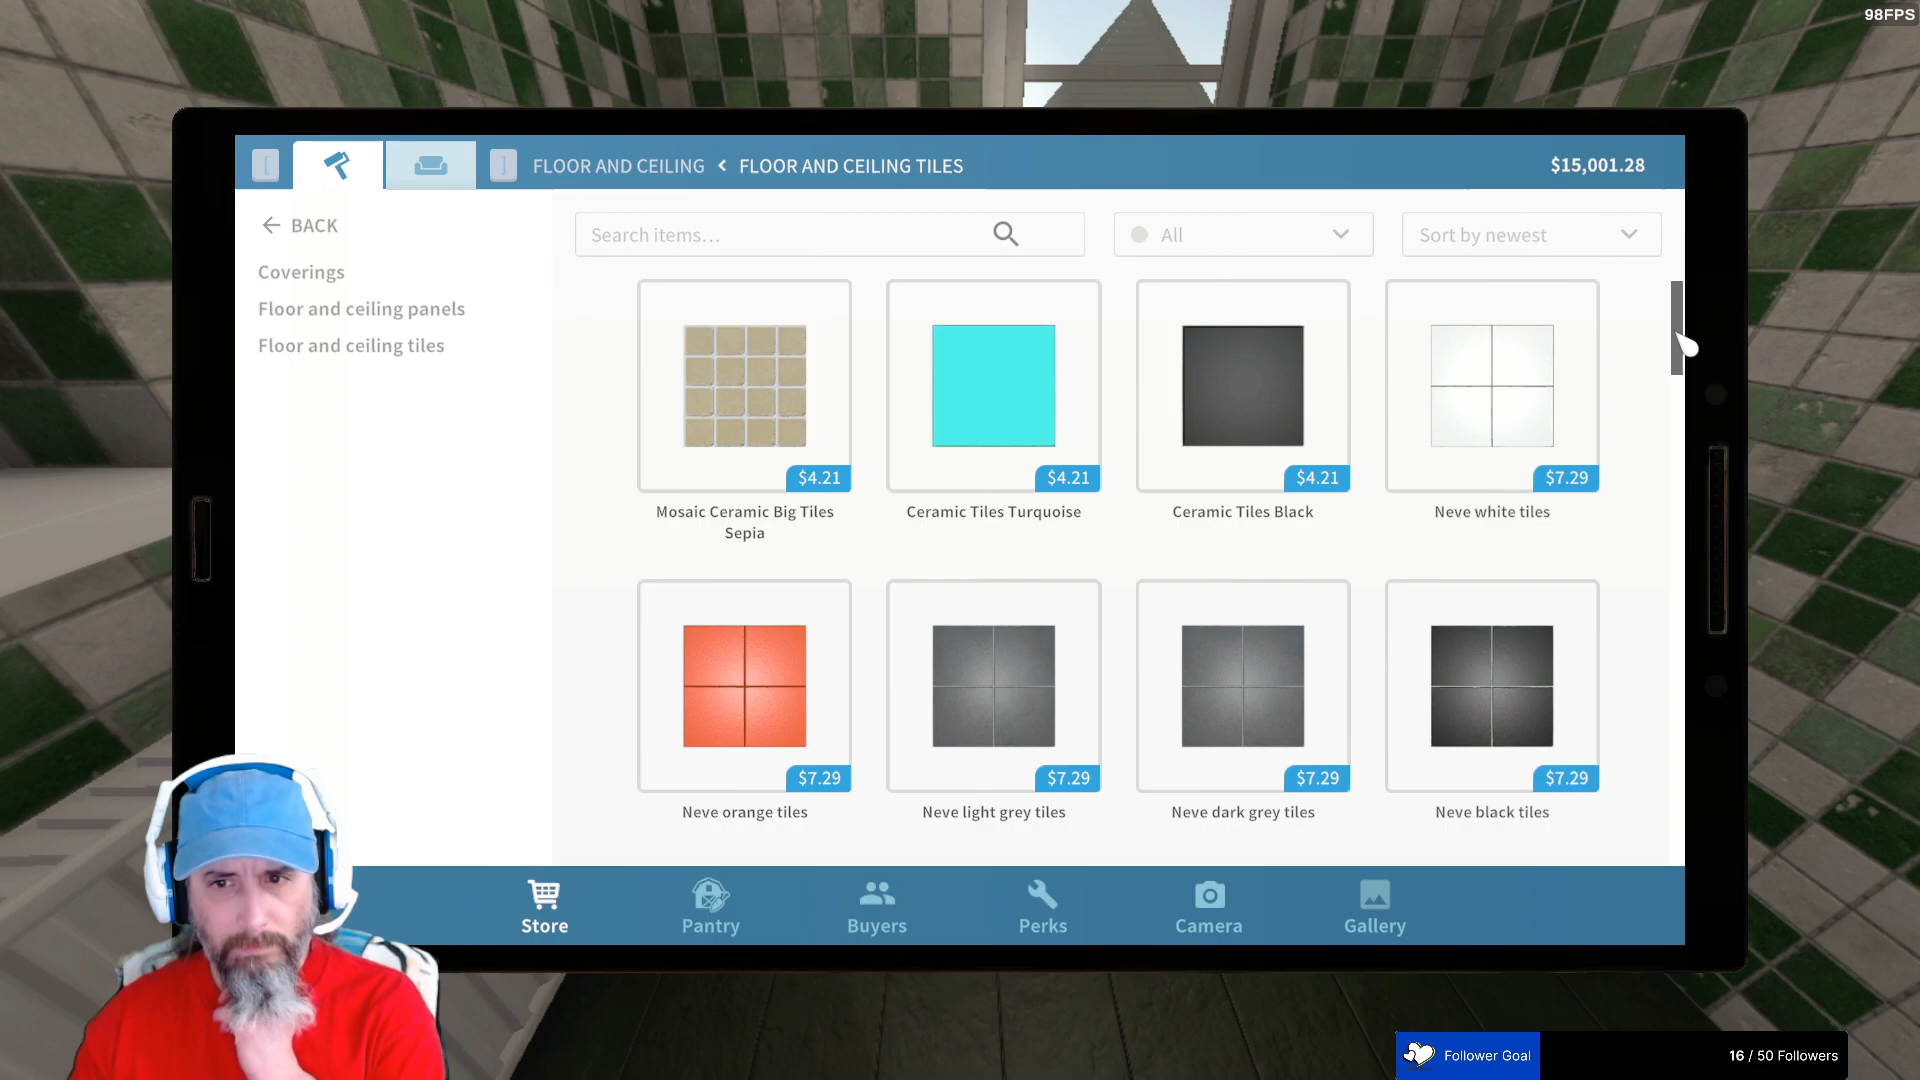 98FPS
[
]
FLOOR AND CEILING < FLOOR AND CEILING TILES
$15,001.28
BACK
Coverings
Floor and ceiling panels
Floor and ceiling tiles
Search items...
All
Sort by newest
$4.21
$4.21
$4.21
$7.29
Mosaic Ceramic Big Tiles
Sepia
Ceramic Tiles Turquoise
Ceramic Tiles Black
Neve white tiles
$7.29
$7.29
$7.29
$7.29
Neve orange tiles
Neve light grey tiles
Neve dark grey tiles
Neve black tiles
Store
Pantry
Buyers
Perks
Camera
Gallery
Follower Goal
16 / 50 Followers